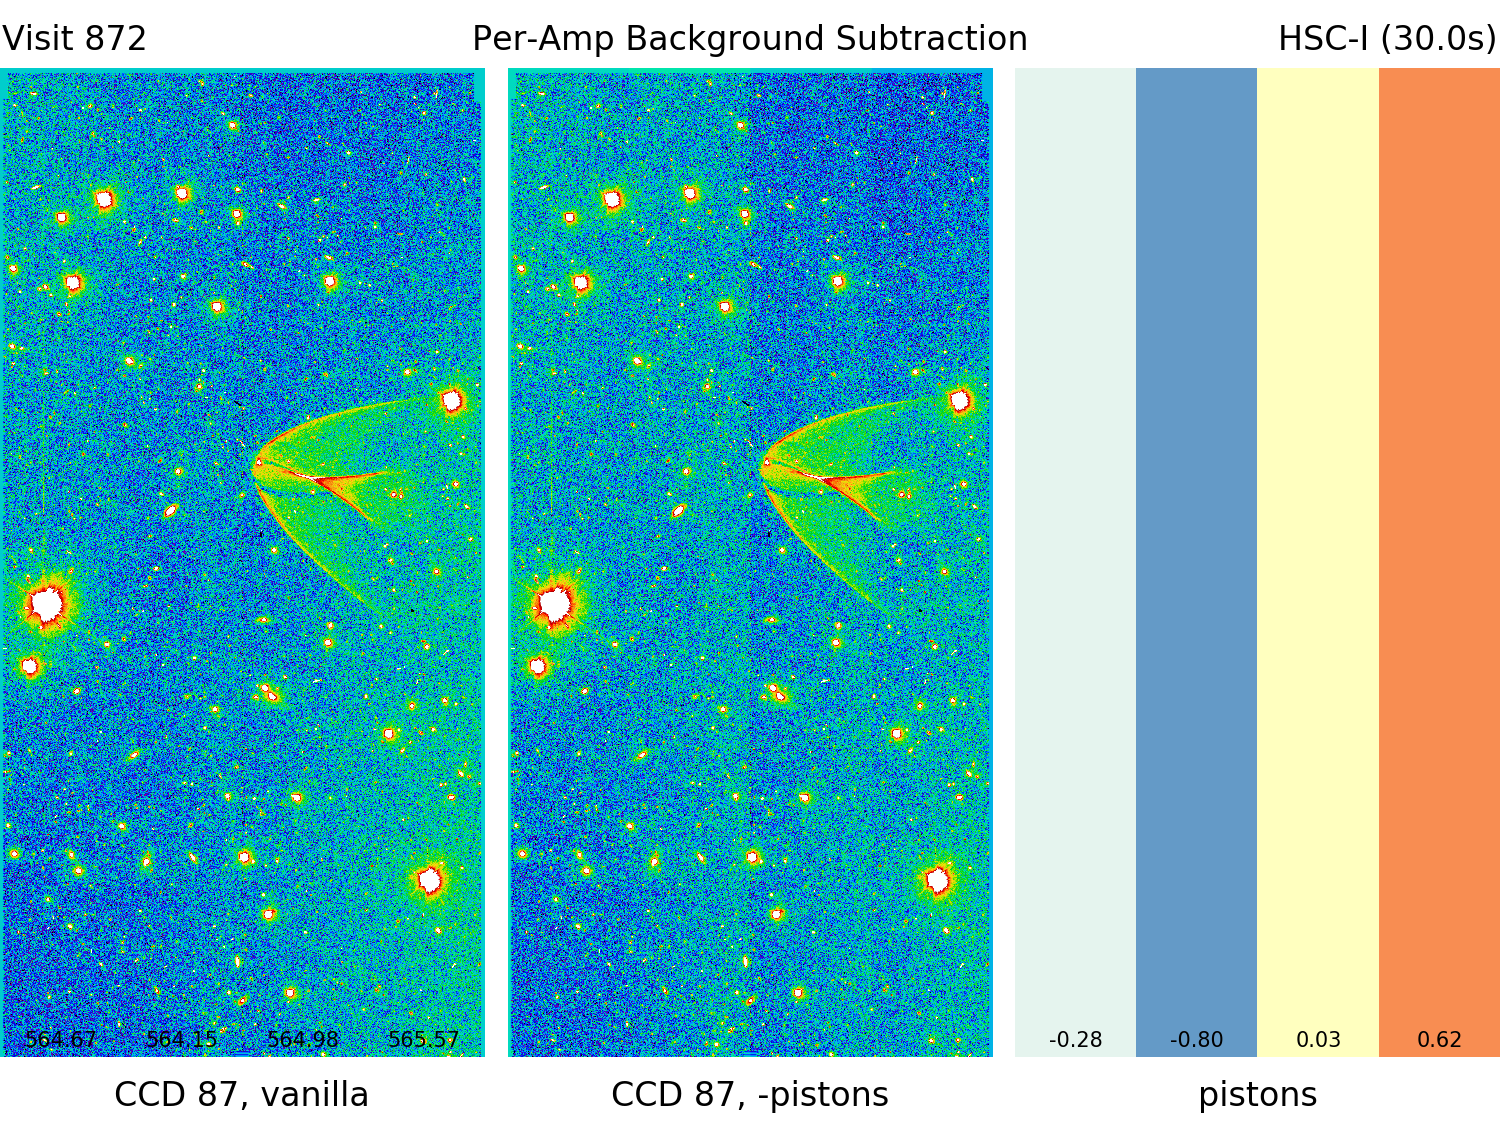 Visit 872 Per-Amp Background Subtraction HSC-I (30.0s)
564.67 564.15 564.98 565.57 -0.28 -0.80 0.03 0.62
CCD 87, vanilla CCD 87, -pistons pistons